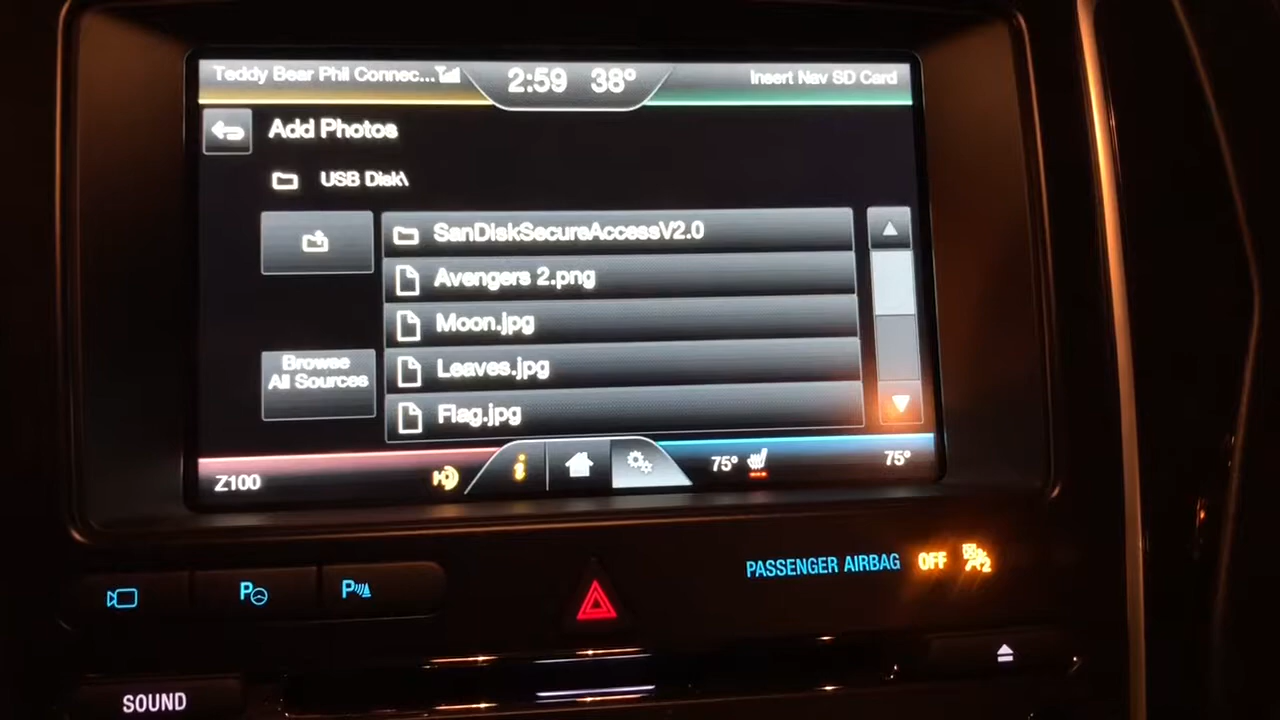 Teddy Bear Phil Connec...
2:59 38°
Insert Nav SD Card
Add Photos
USB Disk\
SanDiskSecureAccessV2.0
Avengers 2.png
Moon.jpg
Browse
All Sources
Leaves.jpg
Flag.jpg
Z100
i
75°
75°
PASSENGER AIRBAG OFF
P
P
SOUND